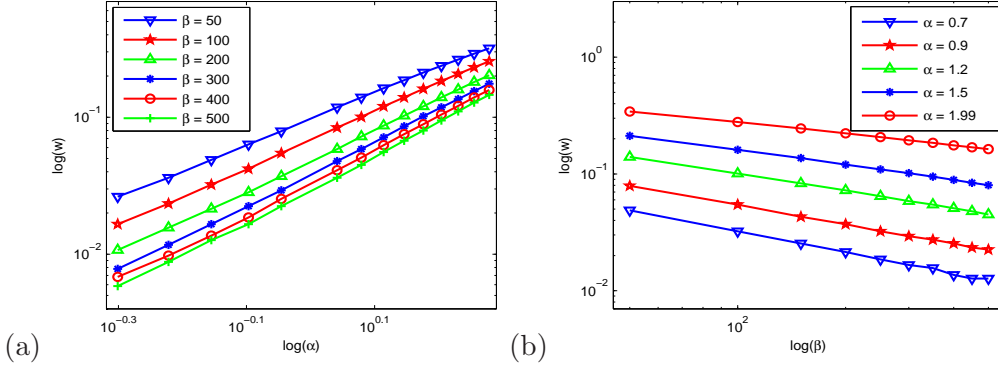 (a)
log(w)
10⁻¹
10⁻²
β = 50
β = 100
β = 200
β = 300
β = 400
β = 500
10⁻⁰·³
10⁻⁰·¹
10⁰·¹
log(α)
(b)
log(w)
10⁰
10⁻¹
10⁻²
α = 0.7
α = 0.9
α = 1.2
α = 1.5
α = 1.99
10²
log(β)